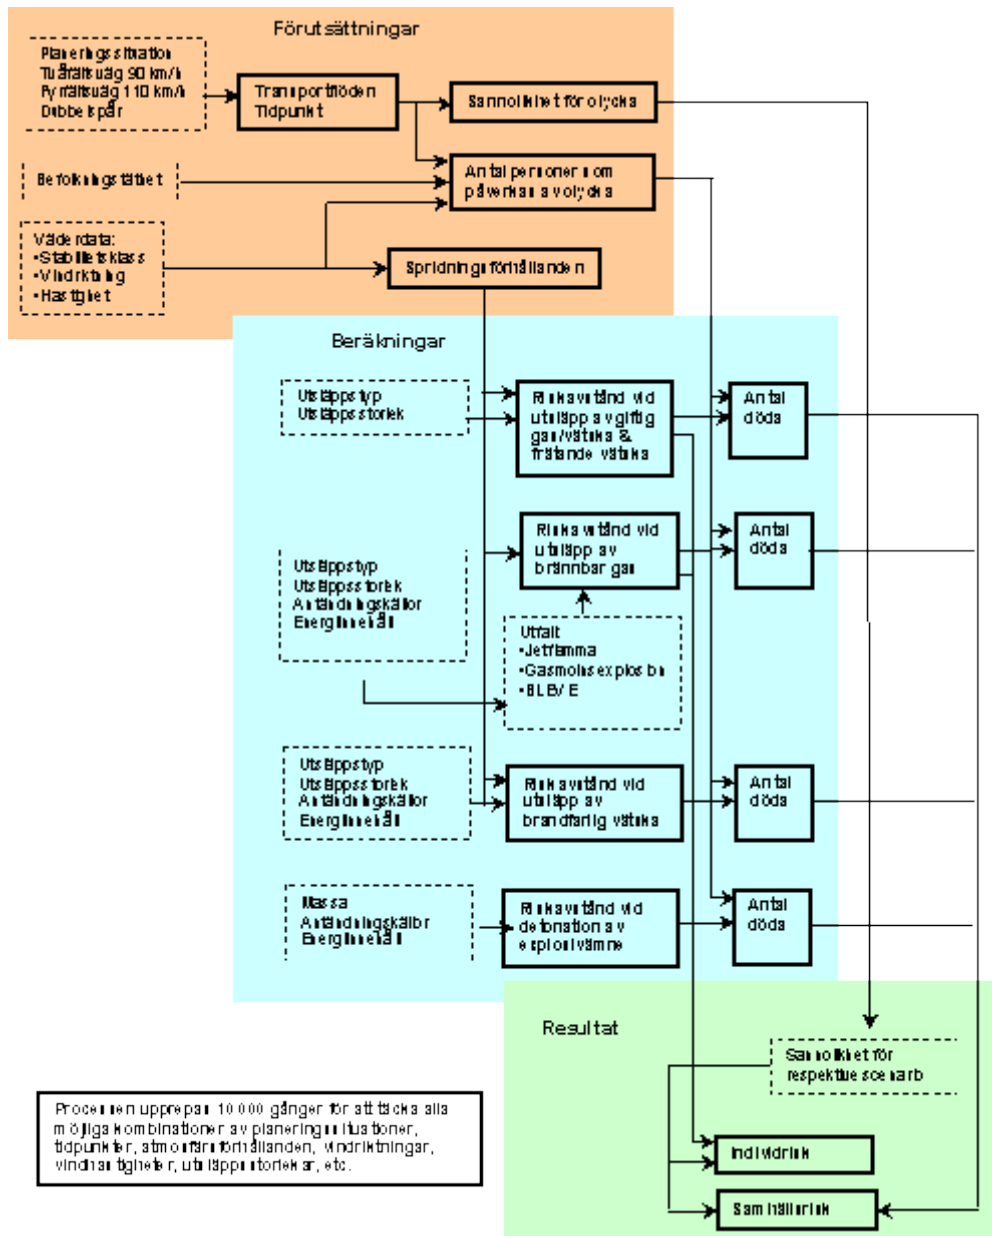 Förutsättningar
Planeringssituation
Tvåfältsväg 90 km/h
Fyrfältsväg 110 km/h
Dubbelspår
Transportflöden
Tidpunkt
Sannolikhet för olycka
Befolkningstäthet
Antal personer som
påverkas av olycka
Väderdata:
•Stabilitetsklass
•Vindriktning
•Hastighet
Spridningsförhållanden
Beräkningar
Utsläppstyp
Utsläppsstorlek
Riskavstånd vid
utsläpp av giftig
gas/vätska &
frätande vätska
Antal
döda
Utsläppstyp
Utsläppsstorlek
Antändningskällor
Energiinnehåll
Riskavstånd vid
utsläpp av
brännbar gas
Antal
döda
Utfall:
•Jetflamma
•Gasmolnsexplosion
•BLEVE
Utsläppstyp
Utsläppsstorlek
Antändningskällor
Energiinnehåll
Riskavstånd vid
utsläpp av
brandfarlig vätska
Antal
döda
Massa
Antändningskällor
Energiinnehåll
Riskavstånd vid
detonation av
explosivämne
Antal
döda
Resultat
Sannolikhet för
respektive scenario
Processen upprepas 10 000 gånger för att täcka alla
möjliga kombinationer av planeringssituationer,
tidpunkter, atmosfärsförhållanden, vindriktningar,
vindhastigheter, utsläppsstorlekar, etc.
Individrisk
Samhällsrisk